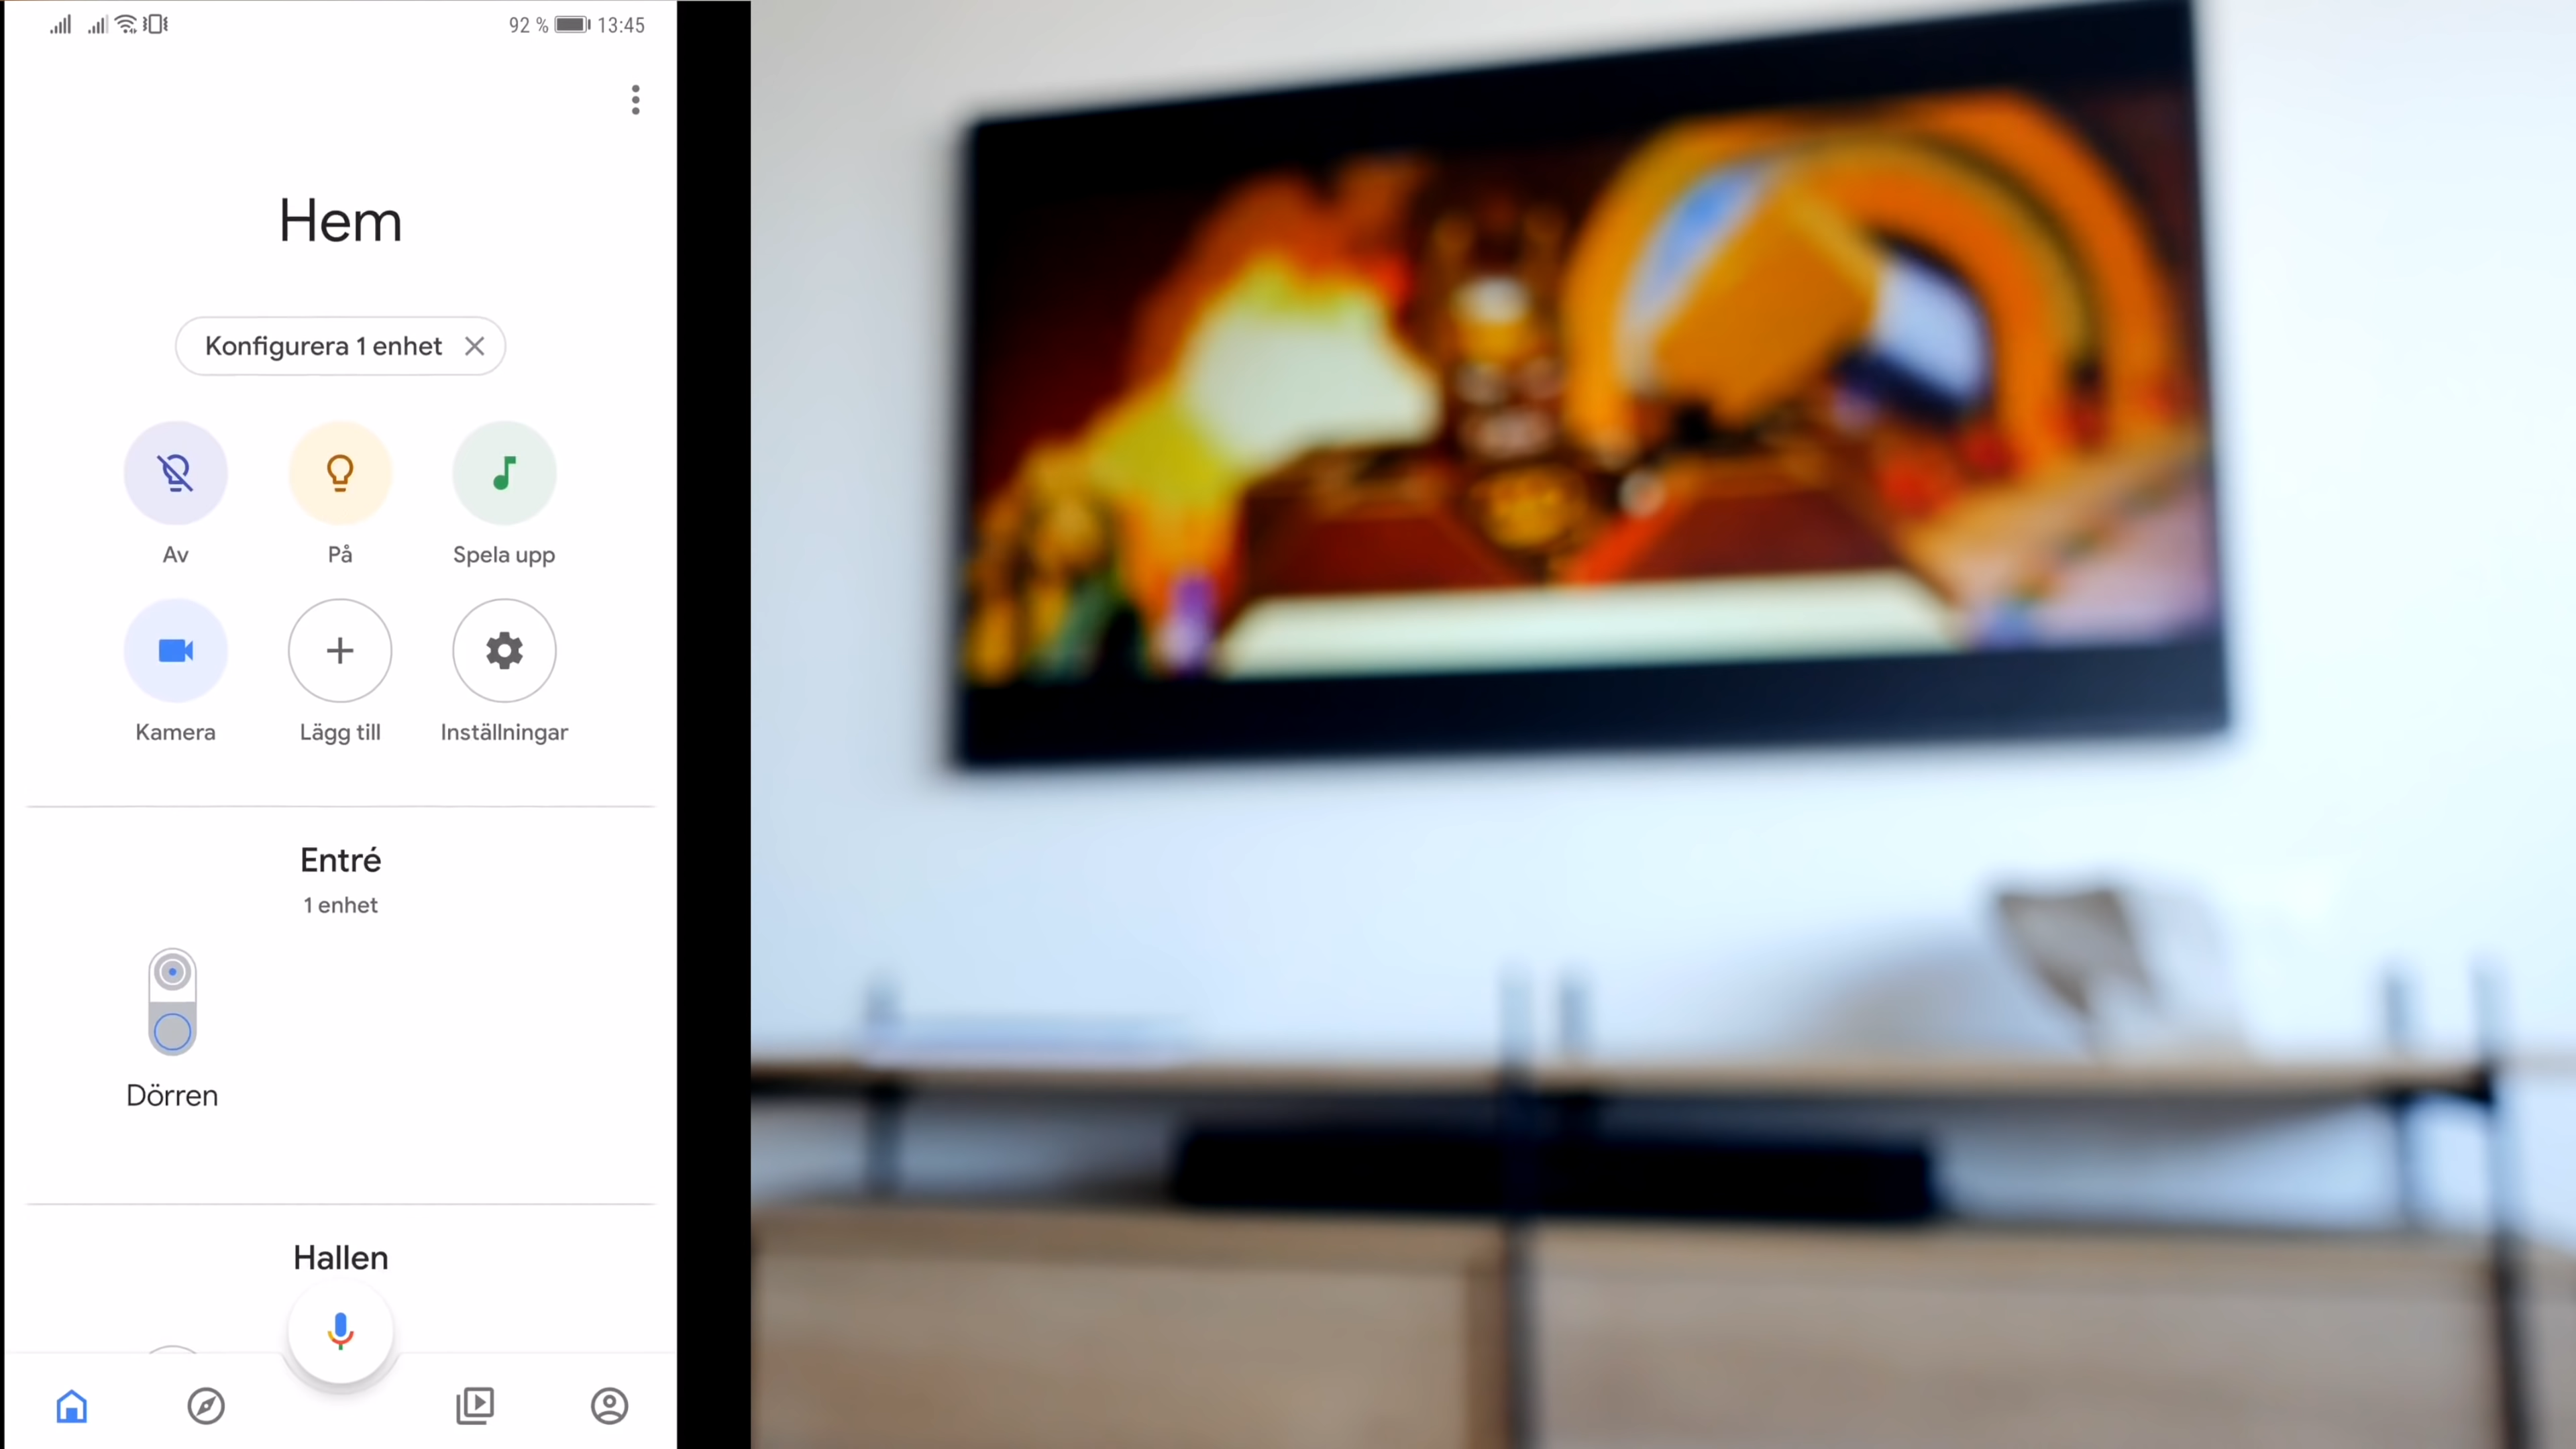 92 % 13:45
Hem
Konfigurera 1 enhet
Av
På
Spela upp
Kamera
Lägg till
Inställningar
Entré
1 enhet
Dörren
Hallen